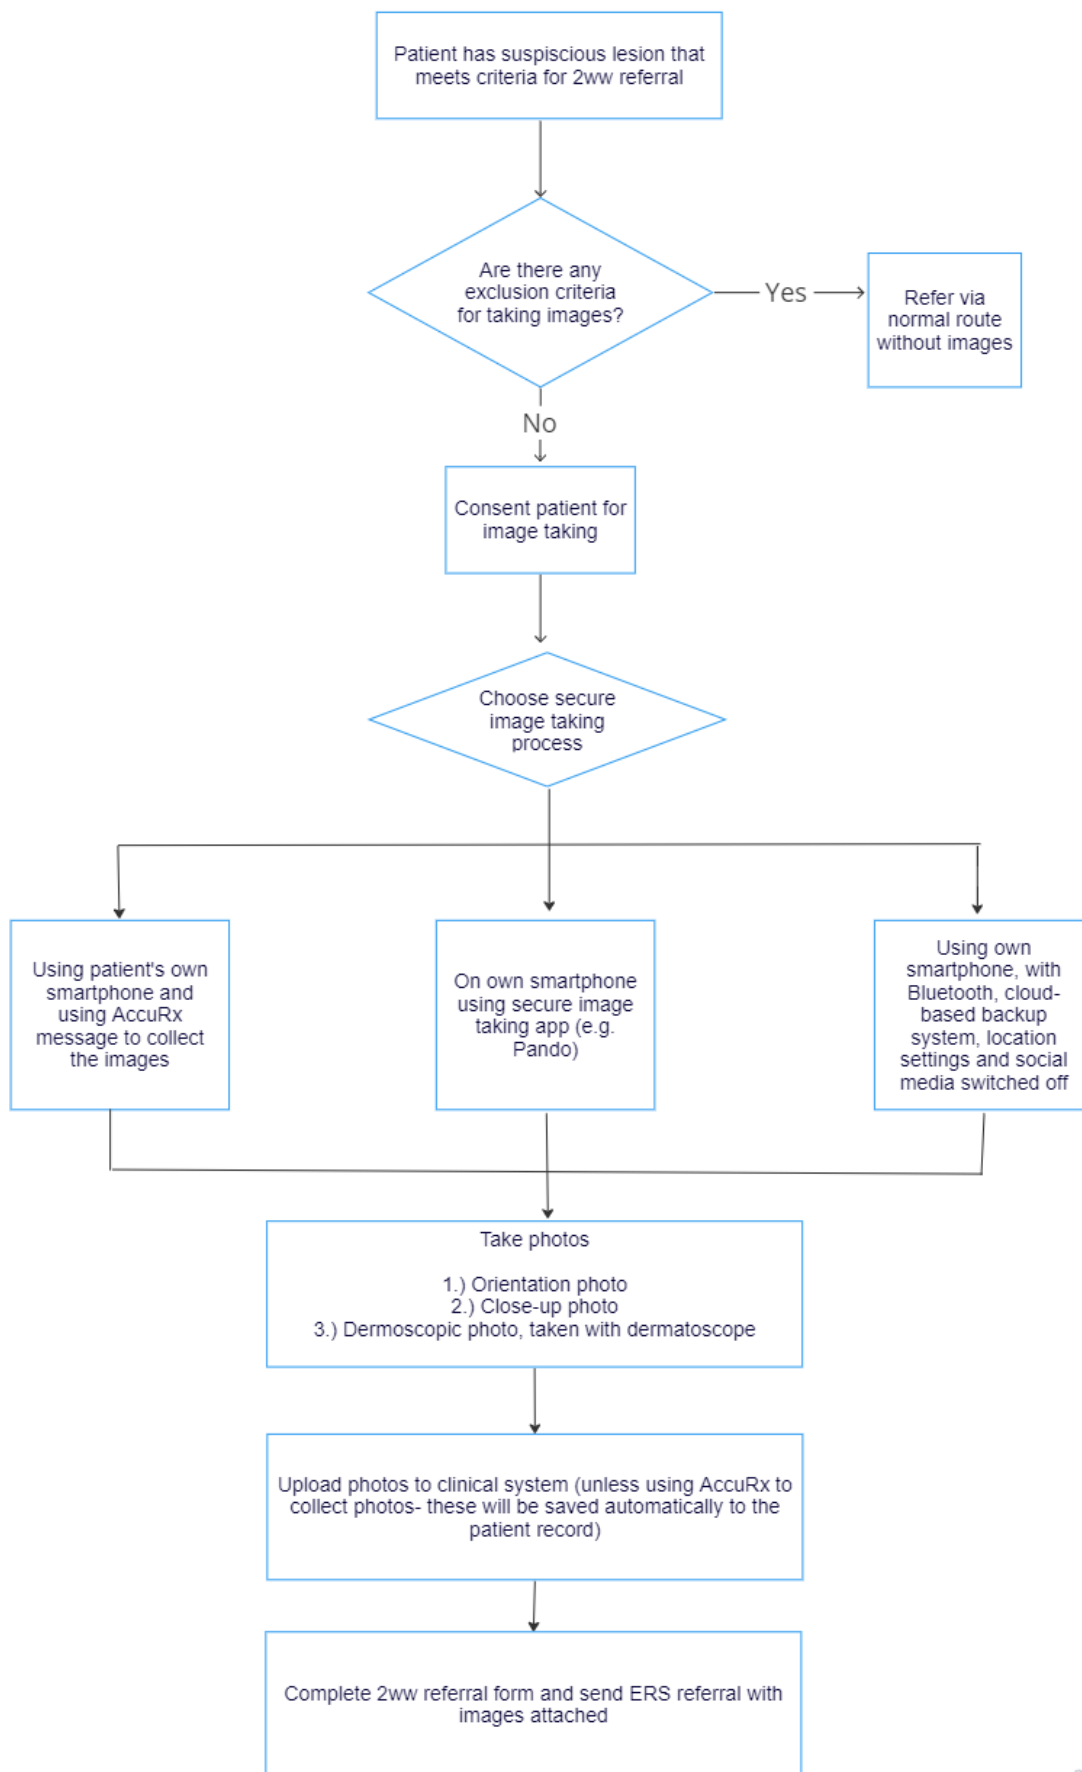 Patient has suspiscious lesion that
meets criteria for 2ww referral
Are there any
exclusion criteria
for taking images?
Yes
Refer via
normal route
without images
No
Consent patient for
image taking
Choose secure
image taking
process
Using patient's own
smartphone and
using AccuRx
message to collect
the images
On own smartphone
using secure image
taking app (e.g.
Pando)
Using own
smartphone, with
Bluetooth, cloud-
based backup
system, location
settings and social
media switched off
Take photos
1.) Orientation photo
2.) Close-up photo
3.) Dermoscopic photo, taken with dermatoscope
Upload photos to clinical system (unless using AccuRx to
collect photos- these will be saved automatically to the
patient record)
Complete 2ww referral form and send ERS referral with
images attached